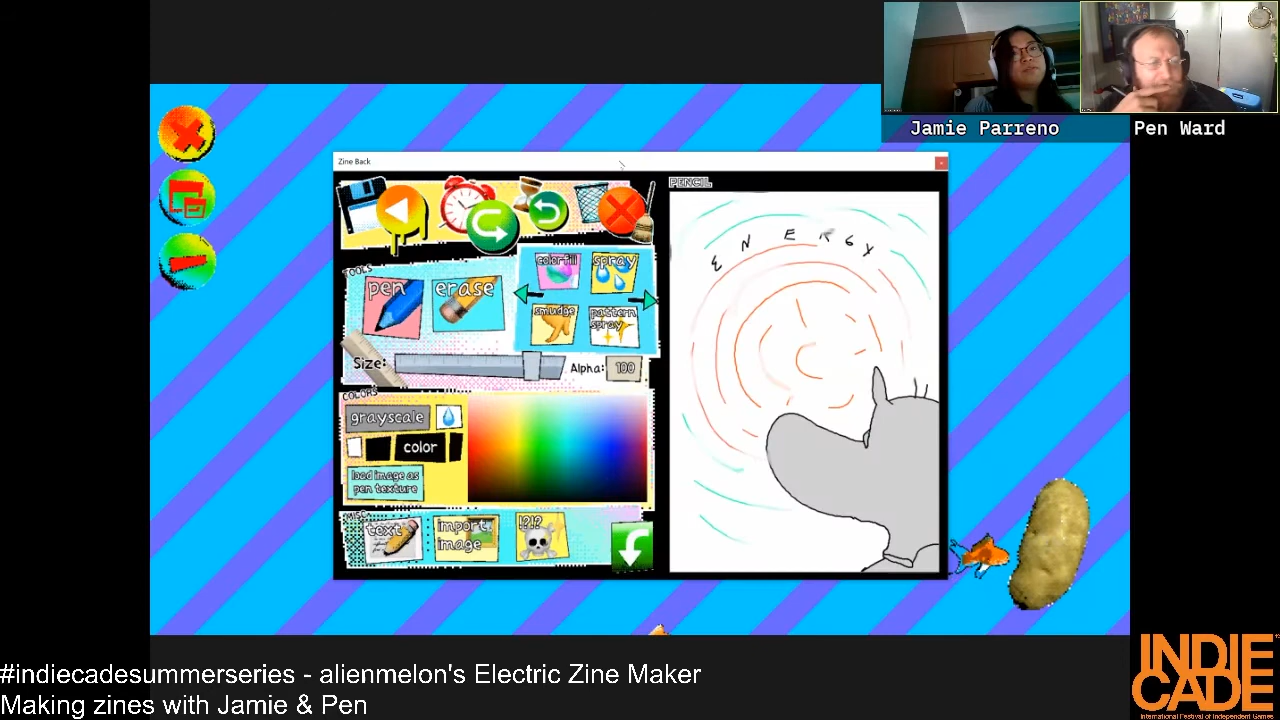 Jamie Parreno
Pen Ward
Zine Back
PENCIL
TOOLS
pen
erase
colorfill
spray
smudge
pattern
spray
Size:
Alpha: 100
COLORS
grayscale
color
load image as
pen texture
text
import
image
!?!?
E N E R G Y
#indiecadesummerseries - alienmelon's Electric Zine Maker
Making zines with Jamie & Pen
INDIE
CADE
International Festival of Independent Games